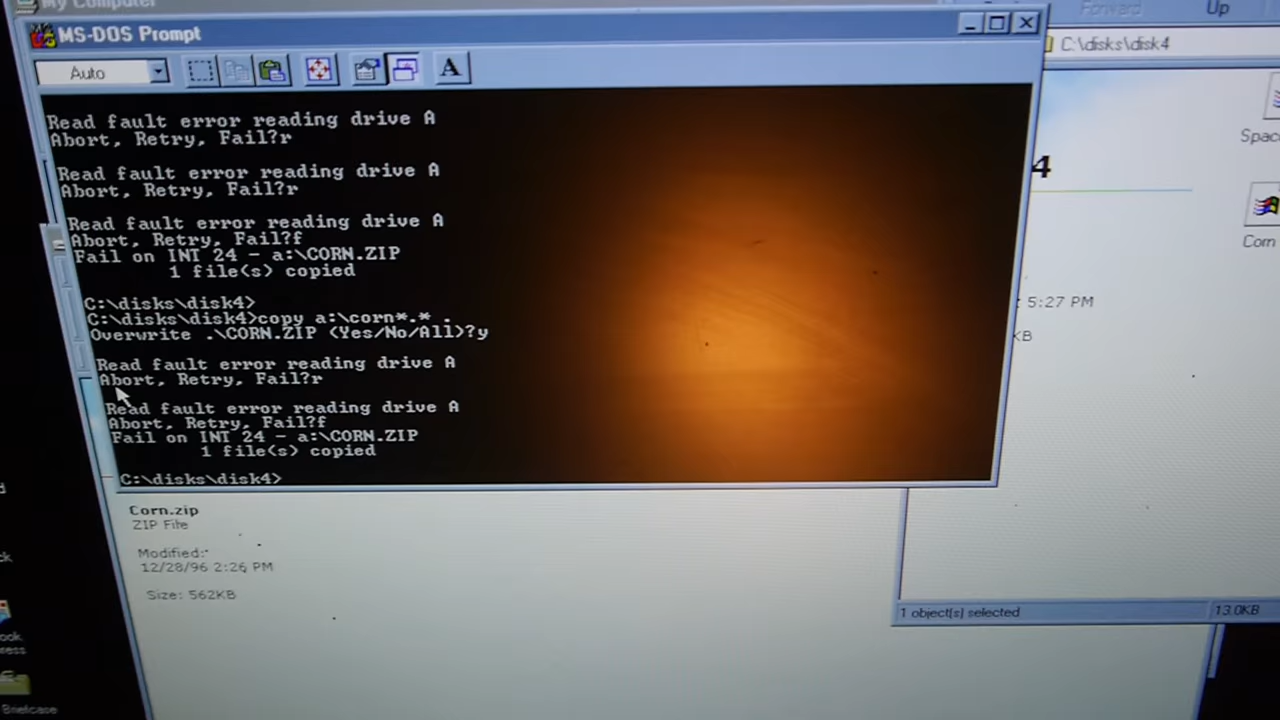 My Computer
MS-DOS Prompt
Auto
A
Read fault error reading drive A
Abort, Retry, Fail?r
Read fault error reading drive A
Abort, Retry, Fail?r
Read fault error reading drive A
Abort, Retry, Fail?f
Fail on INT 24 - a:\CORN.ZIP
1 file(s) copied
C:\disks\disk4>
C:\disks\disk4>copy a:\corn*.* .
Overwrite .\CORN.ZIP (Yes/No/All)?y
Read fault error reading drive A
Abort, Retry, Fail?r
Read fault error reading drive A
Abort, Retry, Fail?f
Fail on INT 24 - a:\CORN.ZIP
1 file(s) copied
C:\disks\disk4>
Corn.zip
ZIP File
Modified:
12/28/96 2:26 PM
Size: 562KB
Forward
Up
C:\disks\disk4
4
5:27 PM
KB
Corn
1 object(s) selected
13.0KB
Briefcase